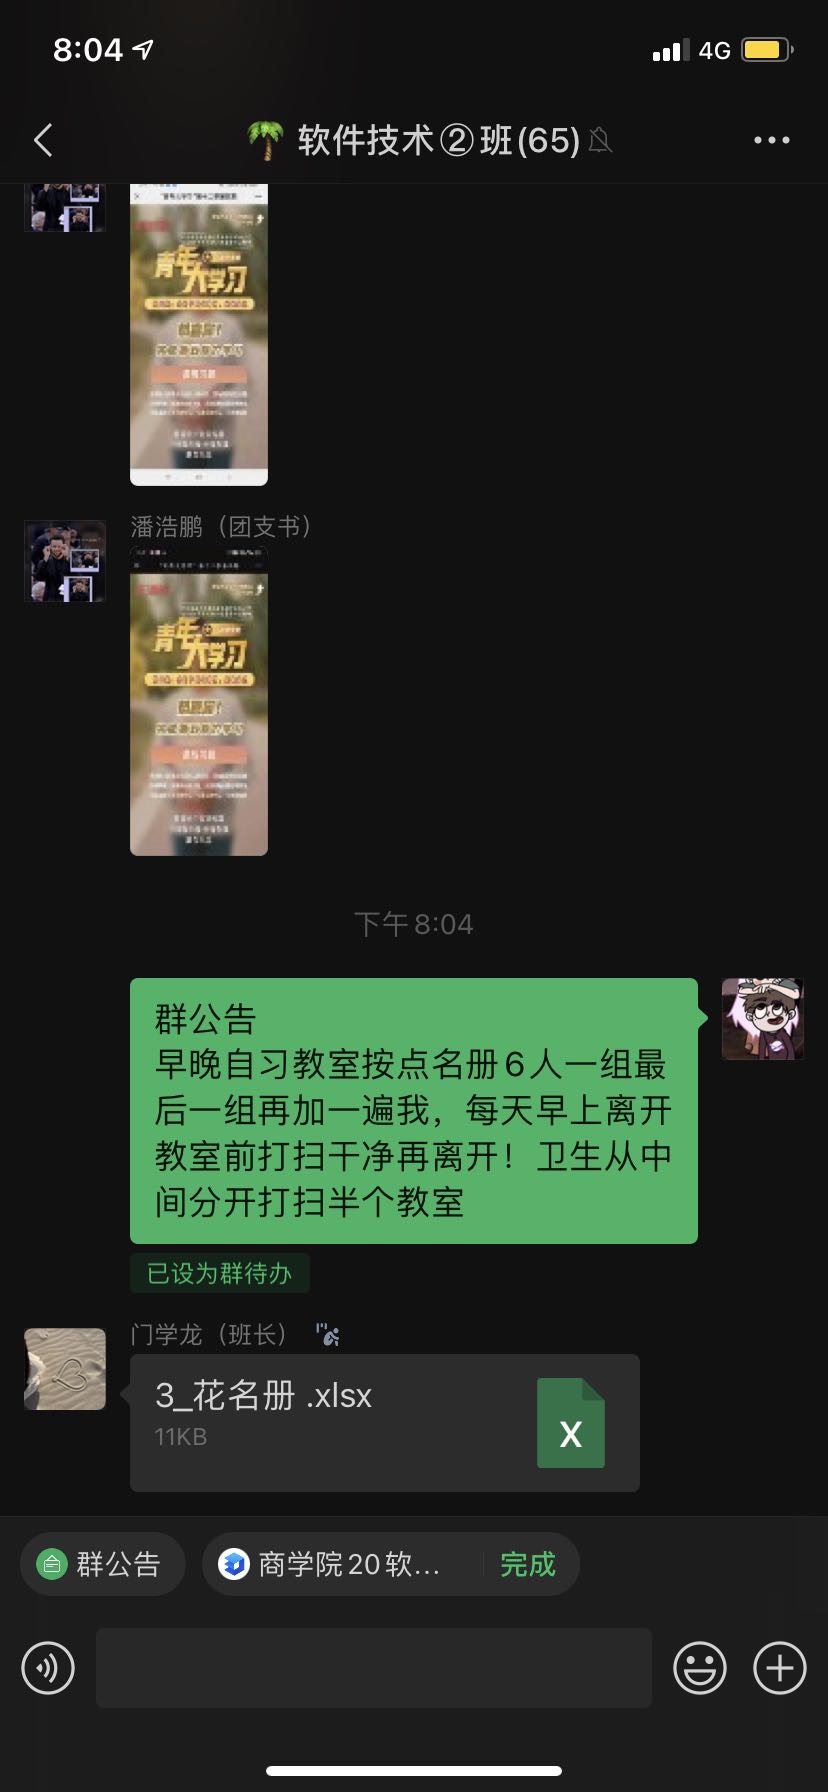 8:04
4G
软件技术②班(65)
青年
大学习
潘浩鹏（团支书）
青年
大学习
下午8:04
群公告
早晚自习教室按点名册6人一组最
后一组再加一遍我，每天早上离开
教室前打扫干净再离开！卫生从中
间分开打扫半个教室
已设为群待办
门学龙（班长）
3_花名册 .xlsx
11KB
X
群公告
商学院20软...
完成